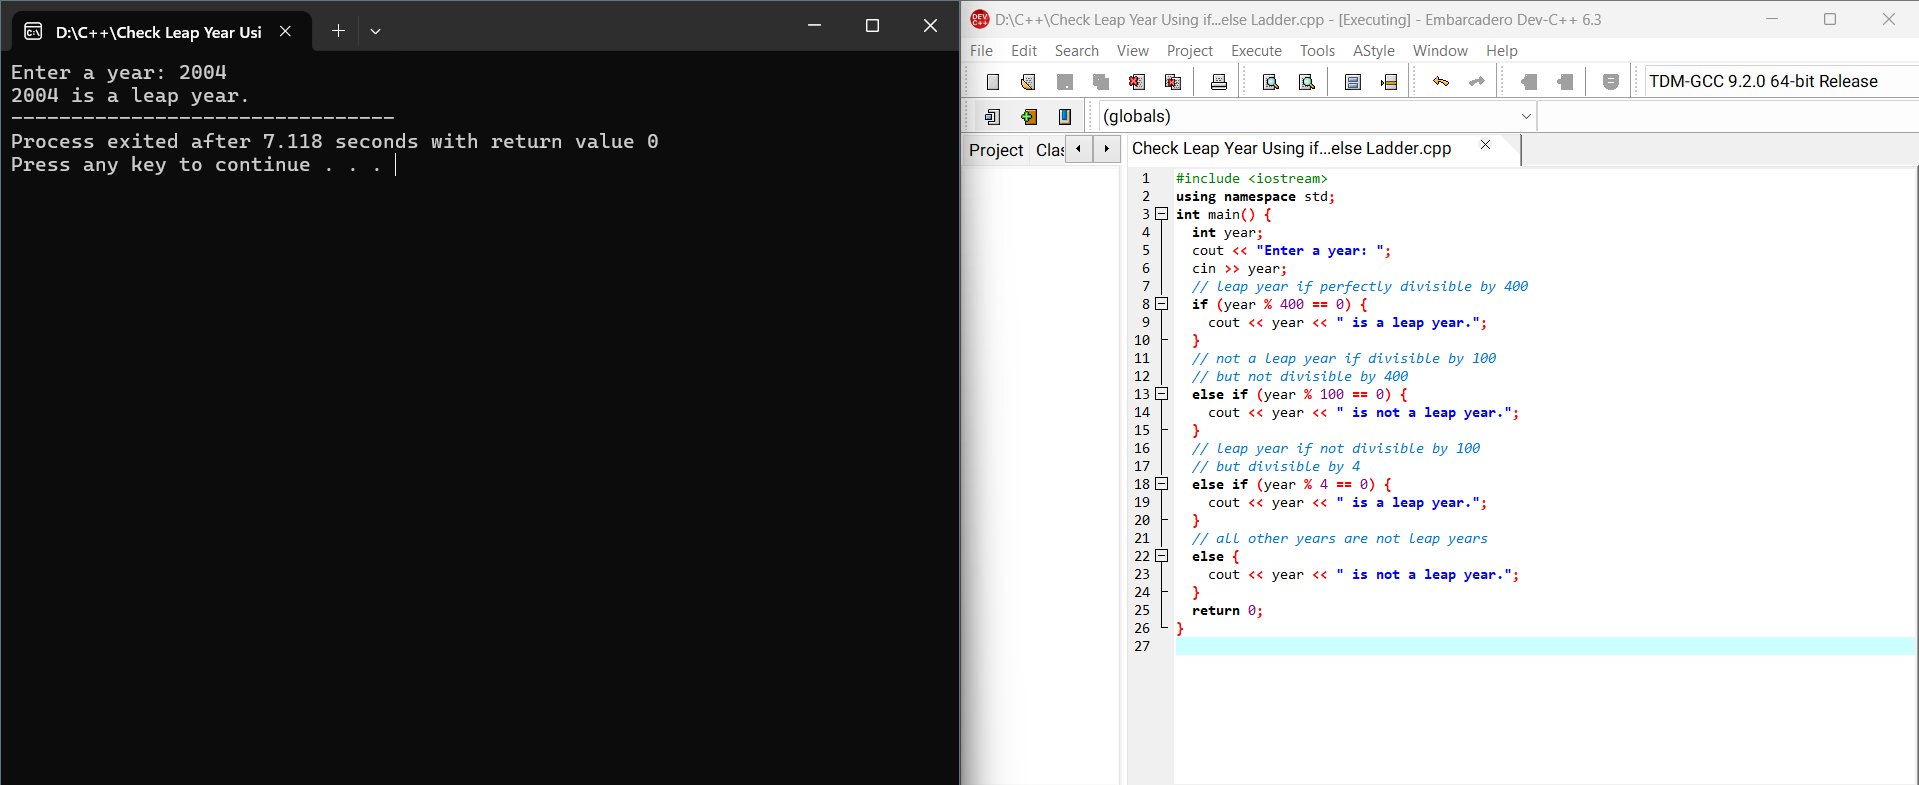 D:\C++\Check Leap Year Usi
Enter a year: 2004
2004 is a leap year.
--------------------------------
Process exited after 7.118 seconds with return value 0
Press any key to continue . . .
D:\C++\Check Leap Year Using if...else Ladder.cpp - [Executing] - Embarcadero Dev-C++ 6.3
File Edit Search View Project Execute Tools AStyle Window Help
TDM-GCC 9.2.0 64-bit Release
(globals)
Project Clas
Check Leap Year Using if...else Ladder.cpp
1 #include <iostream>
2 using namespace std;
3 int main() {
4 int year;
5 cout << "Enter a year: ";
6 cin >> year;
7 // leap year if perfectly divisible by 400
8 if (year % 400 == 0) {
9 cout << year << " is a leap year.";
10 }
11 // not a leap year if divisible by 100
12 // but not divisible by 400
13 else if (year % 100 == 0) {
14 cout << year << " is not a leap year.";
15 }
16 // leap year if not divisible by 100
17 // but divisible by 4
18 else if (year % 4 == 0) {
19 cout << year << " is a leap year.";
20 }
21 // all other years are not leap years
22 else {
23 cout << year << " is not a leap year.";
24 }
25 return 0;
26 }
27